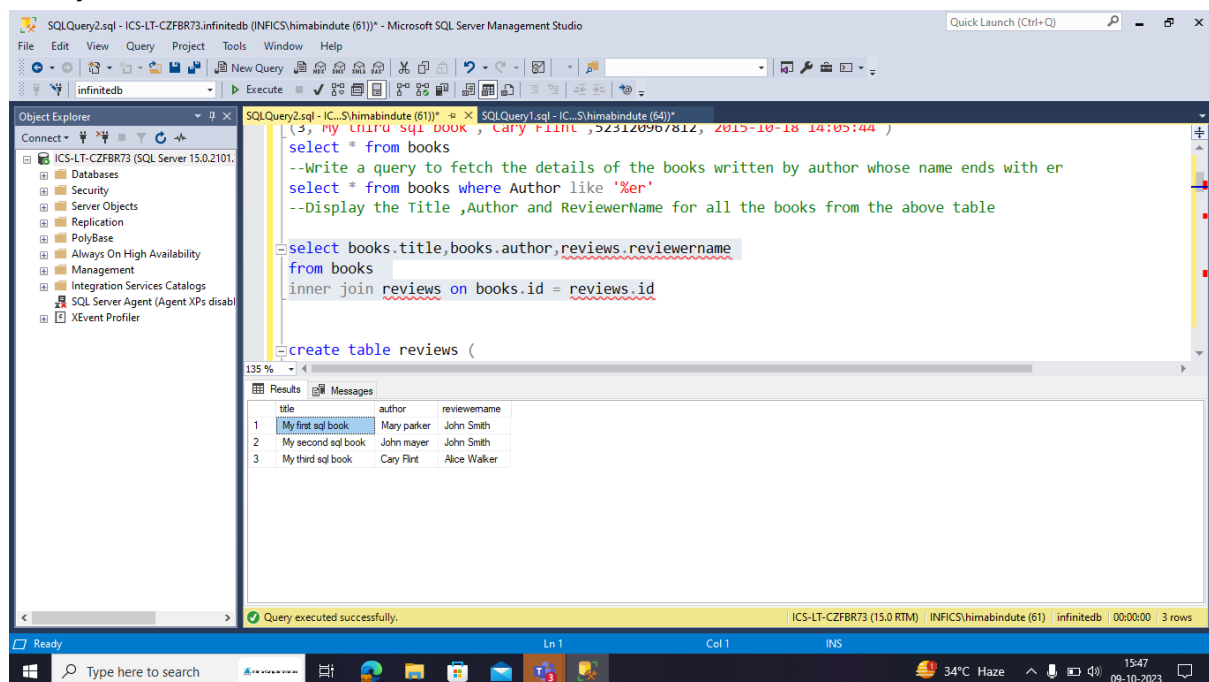 SQLQuery2.sql - ICS-LT-CZFBR73.infinitedb (INFICS\himabindute (61))* - Microsoft SQL Server Management Studio
Quick Launch (Ctrl+Q)
File Edit View Query Project Tools Window Help
New Query
infinitedb
Execute
Object Explorer
Connect
ICS-LT-CZFBR73 (SQL Server 15.0.2101.
Databases
Security
Server Objects
Replication
PolyBase
Always On High Availability
Management
Integration Services Catalogs
SQL Server Agent (Agent XPs disabl
XEvent Profiler
SQLQuery2.sql - IC...S\himabindute (61))* SQLQuery1.sql - IC...S\himabindute (64))*
(3, 'My third sql book', 'Cary Flint',523120967812, '2015-10-18 14:05:44')
select * from books
--Write a query to fetch the details of the books written by author whose name ends with er
select * from books where Author like '%er'
--Display the Title ,Author and ReviewerName for all the books from the above table
select books.title,books.author,reviews.reviewername
from books
inner join reviews on books.id = reviews.id
create table reviews (
135 %
Results Messages
title author reviewername
1 My first sql book Mary parker John Smith
2 My second sql book John mayer John Smith
3 My third sql book Cary Flint Alice Walker
Query executed successfully.
ICS-LT-CZFBR73 (15.0 RTM) INFICS\himabindute (61) infinitedb 00:00:00 3 rows
Ready Ln 1 Col 1 INS
Type here to search
34°C Haze
15:47
09-10-2023